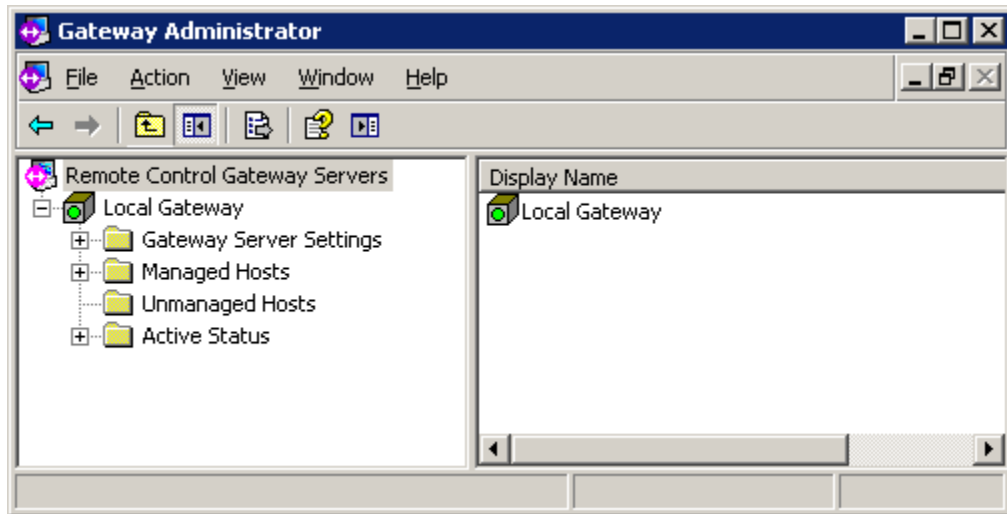 Gateway Administrator
File Action View Window Help
Remote Control Gateway Servers
Local Gateway
Gateway Server Settings
Managed Hosts
Unmanaged Hosts
Active Status
Display Name
Local Gateway